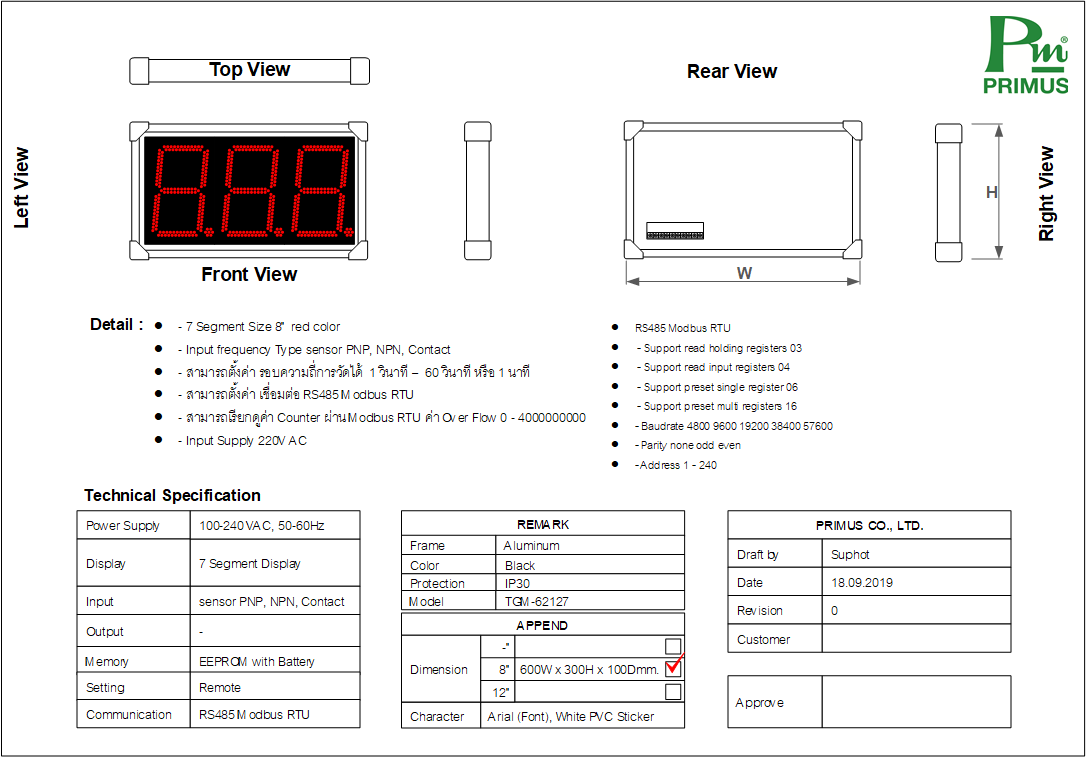 Pm®
PRIMUS
Top View
Rear View
Left View
Right View
H
W
Front View
Detail :
- 7 Segment Size 8" red color
- Input frequency Type sensor PNP, NPN, Contact
- สามารถตั้งค่า รอบความถี่การวัดได้ 1 วินาที – 60 วินาที หรือ 1 นาที
- สามารถตั้งค่า เชื่อมต่อ RS485 Modbus RTU
- สามารถเรียกดูค่า Counter ผ่าน Modbus RTU ค่า Over Flow 0 - 4000000000
- Input Supply 220V AC
RS485 Modbus RTU
- Support read holding registers 03
- Support read input registers 04
- Support preset single register 06
- Support preset multi registers 16
- Baudrate 4800 9600 19200 38400 57600
- Parity none odd even
- Address 1 - 240
Technical Specification
Power Supply 100-240 VAC, 50-60Hz
Display 7 Segment Display
Input sensor PNP, NPN, Contact
Output -
Memory EEPROM with Battery
Setting Remote
Communication RS485 Modbus RTU
REMARK
Frame Aluminum
Color Black
Protection IP30
Model TGM-62127
APPEND
Dimension
-"
8" 600W x 300H x 100Dmm.
12"
Character Arial (Font), White PVC Sticker
PRIMUS CO., LTD.
Draft by Suphot
Date 18.09.2019
Revision 0
Customer
Approve
8.8.8.